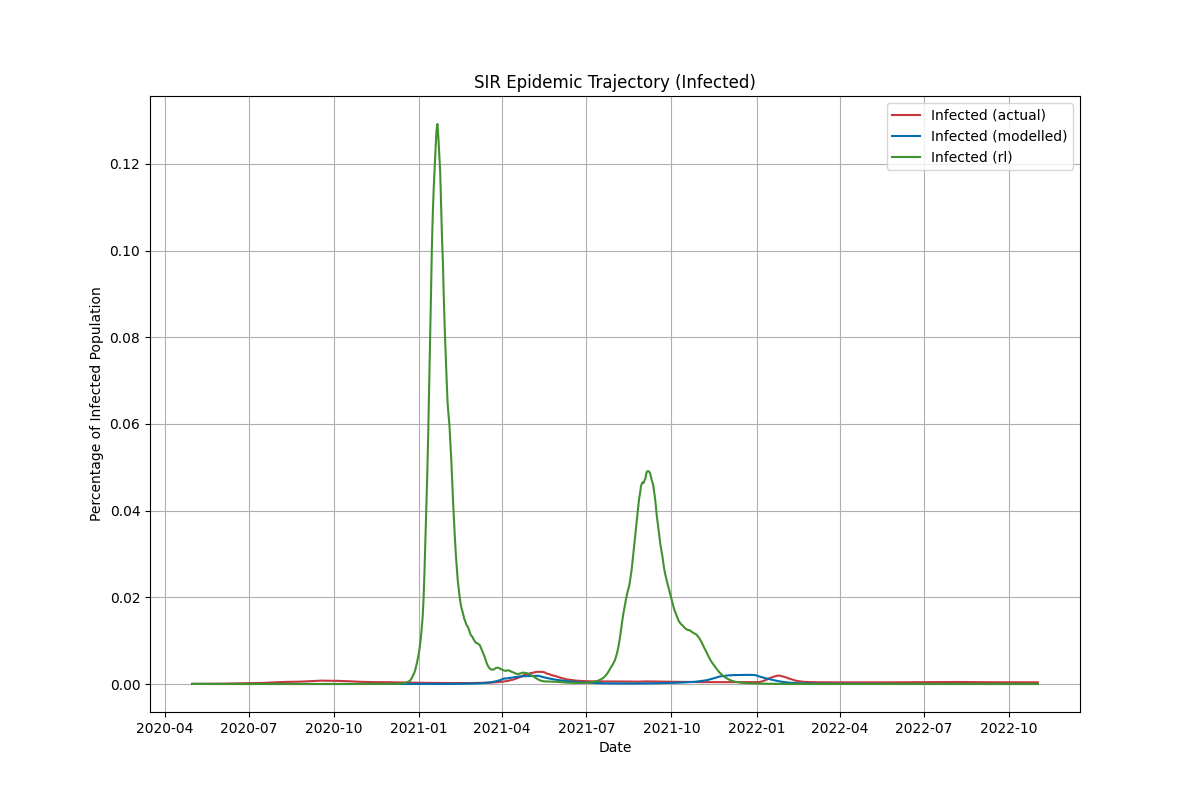 SIR Epidemic Trajectory (Infected)
Infected (actual)
Infected (modelled)
Infected (rl)
Percentage of Infected Population
0.12
0.10
0.08
0.06
0.04
0.02
0.00
2020-04 2020-07 2020-10 2021-01 2021-04 2021-07 2021-10 2022-01 2022-04 2022-07 2022-10
Date